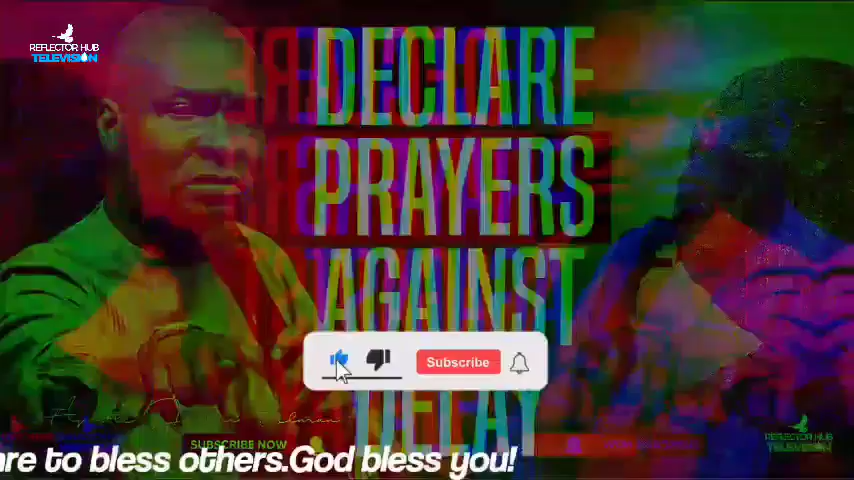 REFLECTOR HUB
TELEVISION
DECLARE
PRAYERS
AGAINST
DELAY
Subscribe
SUBSCRIBE NOW
REFLECTOR HUB
TELEVISION
are to bless others.God bless you!